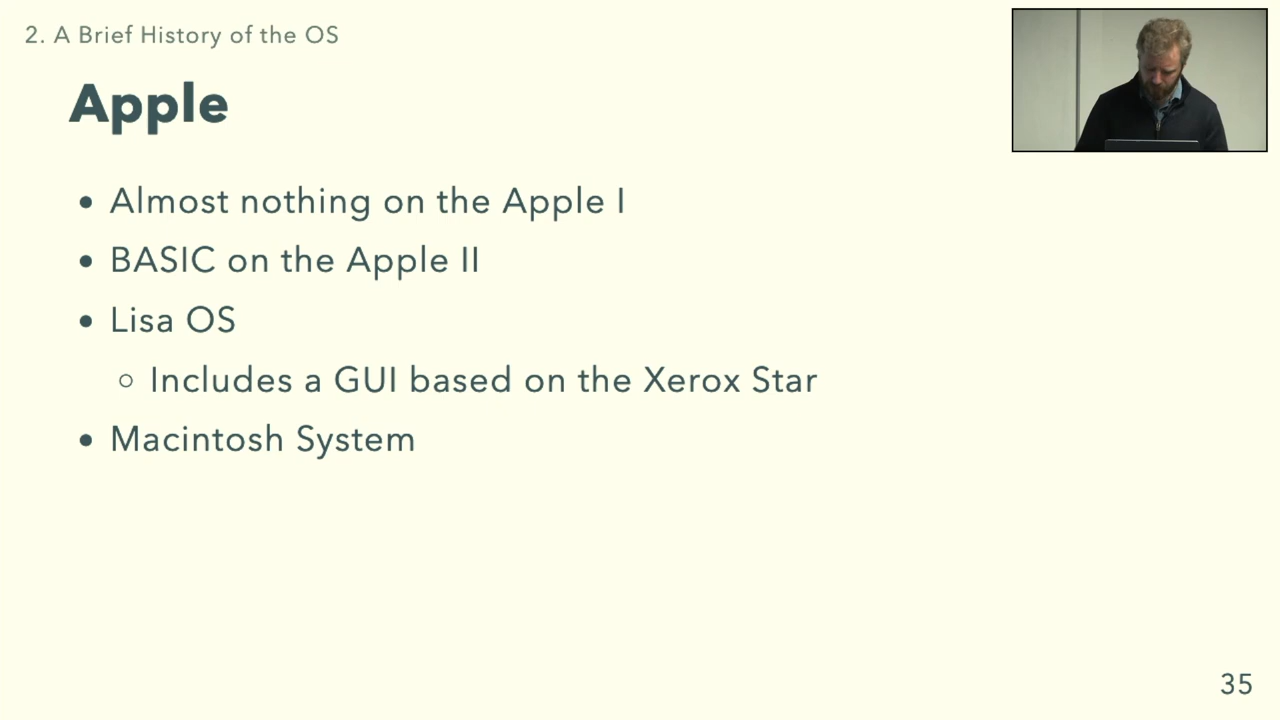 2. A Brief History of the OS
Apple
• Almost nothing on the Apple I
• BASIC on the Apple II
• Lisa OS
○ Includes a GUI based on the Xerox Star
• Macintosh System
35